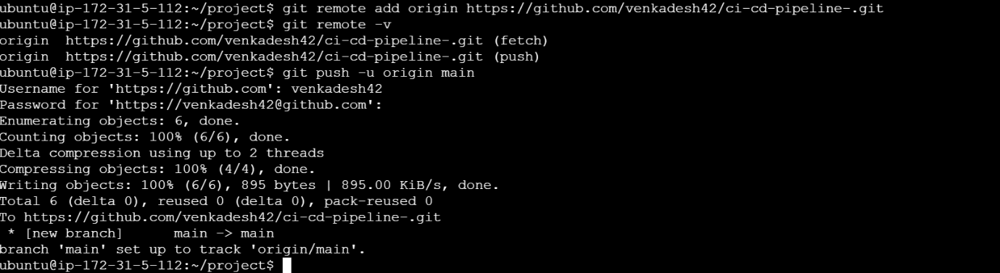 ubuntu@ip-172-31-5-112:~/project$ git remote add origin https://github.com/venkadesh42/ci-cd-pipeline-.git
ubuntu@ip-172-31-5-112:~/project$ git remote -v
origin  https://github.com/venkadesh42/ci-cd-pipeline-.git (fetch)
origin  https://github.com/venkadesh42/ci-cd-pipeline-.git (push)
ubuntu@ip-172-31-5-112:~/project$ git push -u origin main
Username for 'https://github.com': venkadesh42
Password for 'https://venkadesh42@github.com':
Enumerating objects: 6, done.
Counting objects: 100% (6/6), done.
Delta compression using up to 2 threads
Compressing objects: 100% (4/4), done.
Writing objects: 100% (6/6), 895 bytes | 895.00 KiB/s, done.
Total 6 (delta 0), reused 0 (delta 0), pack-reused 0
To https://github.com/venkadesh42/ci-cd-pipeline-.git
 * [new branch]      main -> main
branch 'main' set up to track 'origin/main'.
ubuntu@ip-172-31-5-112:~/project$